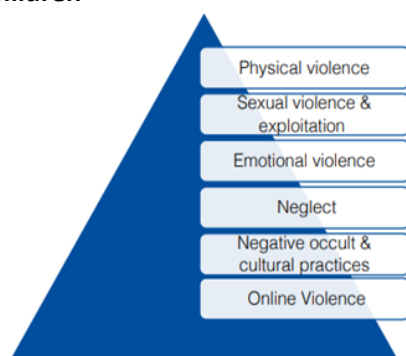 Physical violence
Sexual violence &
exploitation
Emotional violence
Neglect
Negative occult &
cultural practices
Online Violence